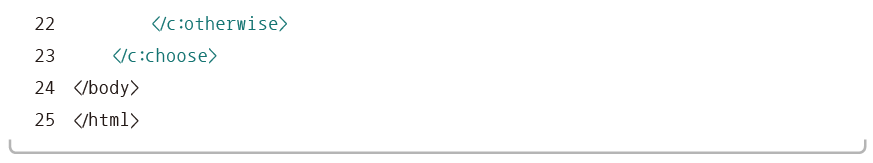 22        </c:otherwise>
23    </c:choose>
24 </body>
25 </html>